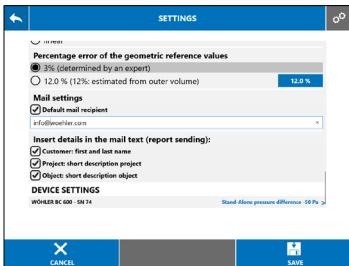 SETTINGS
linear
Percentage error of the geometric reference values
3% (determined by an expert)
12.0 % (12%: estimated from outer volume)
12.0 %
Mail settings
Default mail recipient
info@woehler.com
×
Insert details in the mail text (report sending):
Customer: first and last name
Project: short description project
Object: short description object
DEVICE SETTINGS
WÖHLER BC 600 - SN 74
Stand-Alone pressure difference -50 Pa >
CANCEL
SAVE